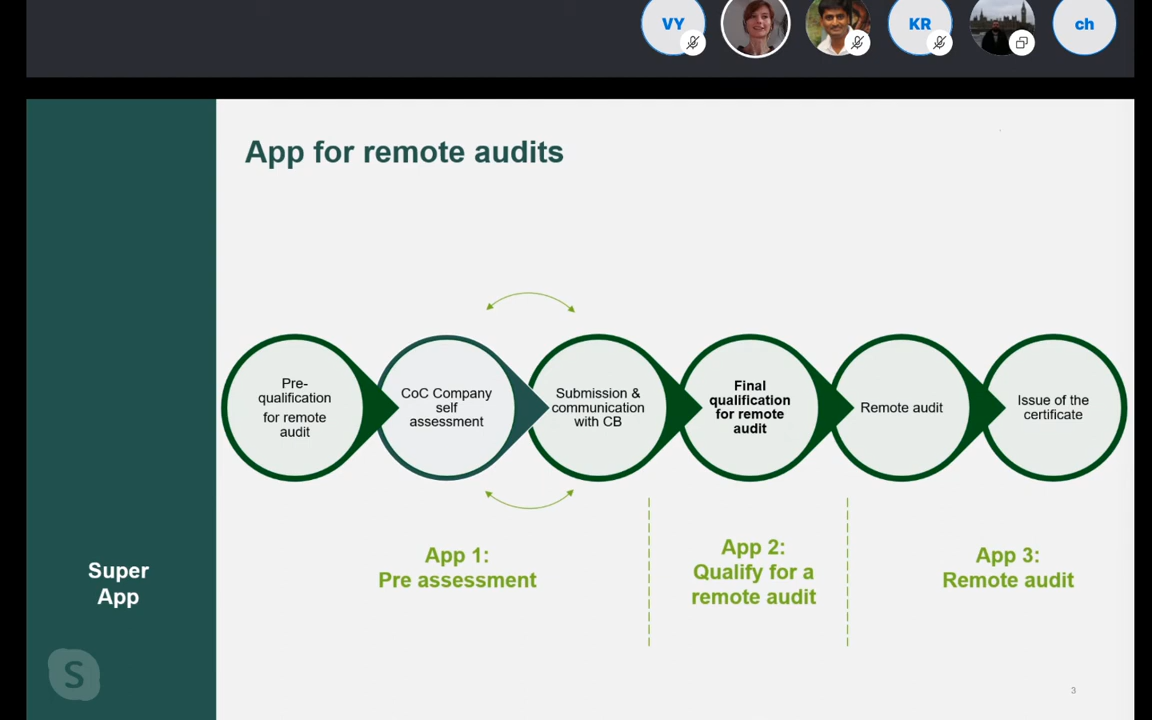 VY
KR
ch
App for remote audits
Pre-
qualification
for remote
audit
CoC Company
self
assessment
Submission &
communication
with CB
Final
qualification
for remote
audit
Remote audit
Issue of the
certificate
App 1:
Pre assessment
App 2:
Qualify for a
remote audit
App 3:
Remote audit
Super
App
S
3